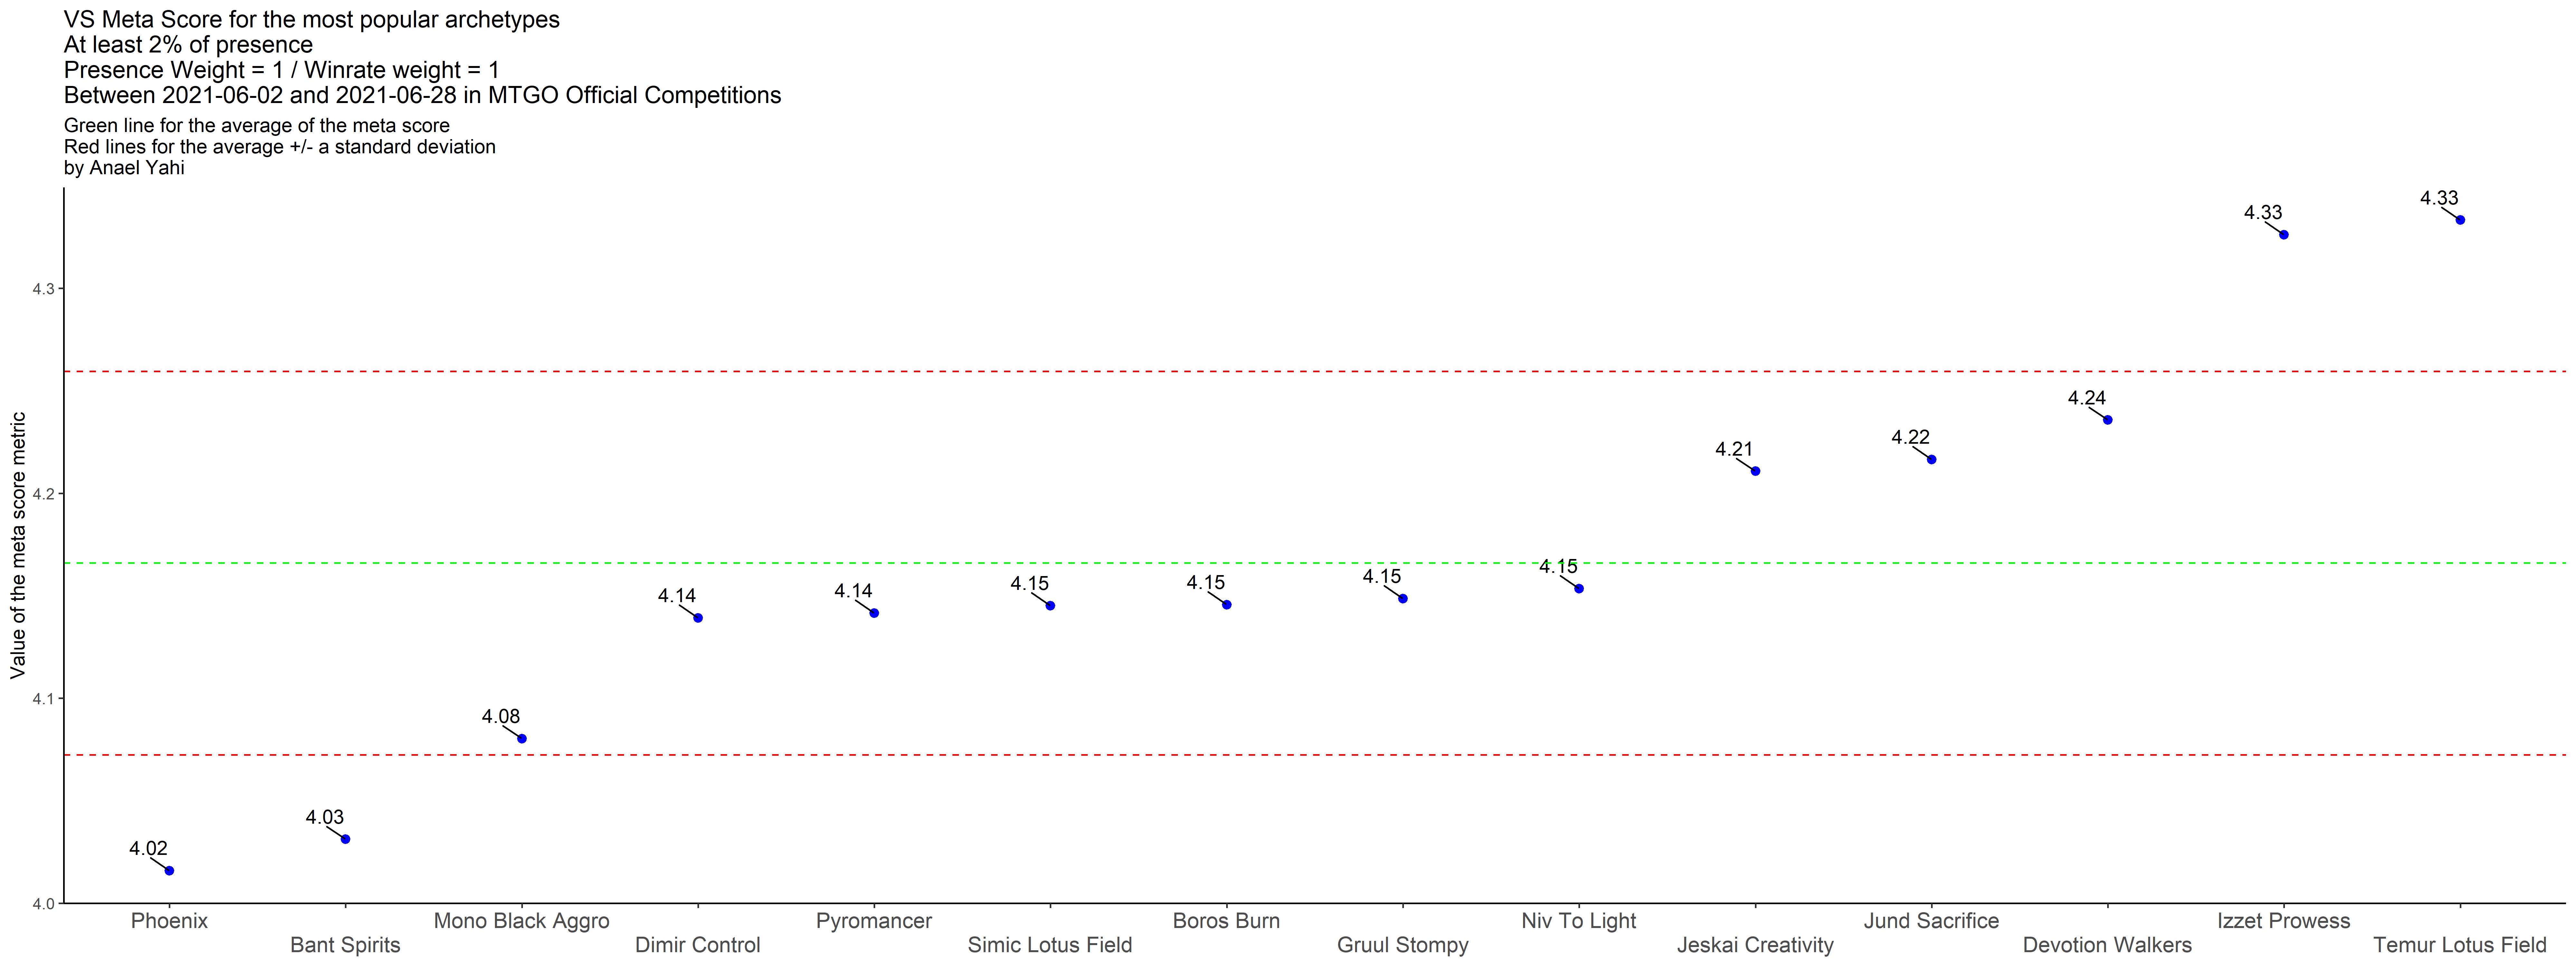 VS Meta Score for the most popular archetypes
At least 2% of presence
Presence Weight = 1 / Winrate weight = 1
Between 2021-06-02 and 2021-06-28 in MTGO Official Competitions
Green line for the average of the meta score
Red lines for the average +/- a standard deviation
by Anael Yahi
Value of the meta score metric
4.3
4.2
4.1
4.0
4.02
4.03
4.08
4.14
4.14
4.15
4.15
4.15
4.15
4.21
4.22
4.24
4.33
4.33
Phoenix
Bant Spirits
Mono Black Aggro
Dimir Control
Pyromancer
Simic Lotus Field
Boros Burn
Gruul Stompy
Niv To Light
Jeskai Creativity
Jund Sacrifice
Devotion Walkers
Izzet Prowess
Temur Lotus Field